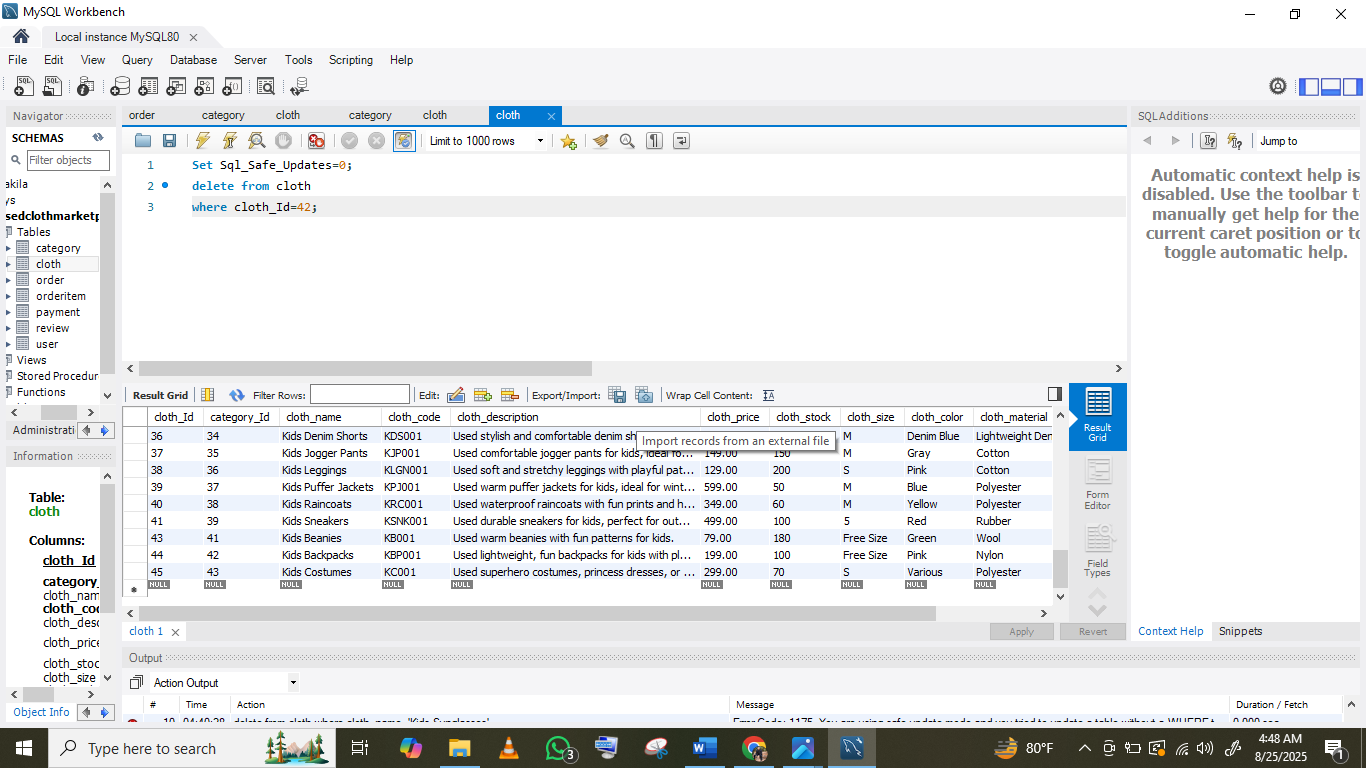 MySQL Workbench
Local instance MySQL80
File Edit View Query Database Server Tools Scripting Help
Navigator
SCHEMAS
Filter objects
akila
ys
sedclothmarketp
Tables
category
cloth
order
orderitem
payment
review
user
Views
Stored Procedur
Functions
Administrati
Information
Table:
cloth
Columns:
cloth_Id
category_
cloth_nam
cloth_coc
cloth_desc
cloth_price
cloth_stoc
cloth_size
Object Info
order category cloth category cloth cloth
Limit to 1000 rows
1 Set Sql_Safe_Updates=0;
2 delete from cloth
3 where cloth_Id=42;
Result Grid Filter Rows: Edit: Export/Import: Wrap Cell Content:
cloth_Id category_Id cloth_name cloth_code cloth_description cloth_price cloth_stock cloth_size cloth_color cloth_material
36 34 Kids Denim Shorts KDS001 Used stylish and comfortable denim sh M Denim Blue Lightweight Den
Import records from an external file
37 35 Kids Jogger Pants KJP001 Used comfortable jogger pants for kids, ideal fo... 149.00 150 M Gray Cotton
38 36 Kids Leggings KLGN001 Used soft and stretchy leggings with playful pat... 129.00 200 S Pink Cotton
39 37 Kids Puffer Jackets KPJ001 Used warm puffer jackets for kids, ideal for wint... 599.00 50 M Blue Polyester
40 38 Kids Raincoats KRC001 Used waterproof raincoats with fun prints and h... 349.00 60 M Yellow Polyester
41 39 Kids Sneakers KSNK001 Used durable sneakers for kids, perfect for out... 499.00 100 5 Red Rubber
43 41 Kids Beanies KB001 Used warm beanies with fun patterns for kids. 79.00 180 Free Size Green Wool
44 42 Kids Backpacks KBP001 Used lightweight, fun backpacks for kids with pl... 199.00 100 Free Size Pink Nylon
45 43 Kids Costumes KC001 Used superhero costumes, princess dresses, or ... 299.00 70 S Various Polyester
NULL NULL NULL NULL NULL NULL NULL NULL NULL NULL
Result Grid
Form Editor
Field Types
cloth 1 Apply Revert
Output
Action Output
# Time Action Message Duration / Fetch
SQLAdditions
Jump to
Automatic context help is
disabled. Use the toolbar t
manually get help for the
current caret position or to
toggle automatic help.
Context Help Snippets
Type here to search
3
80°F
4:48 AM
8/25/2025
1